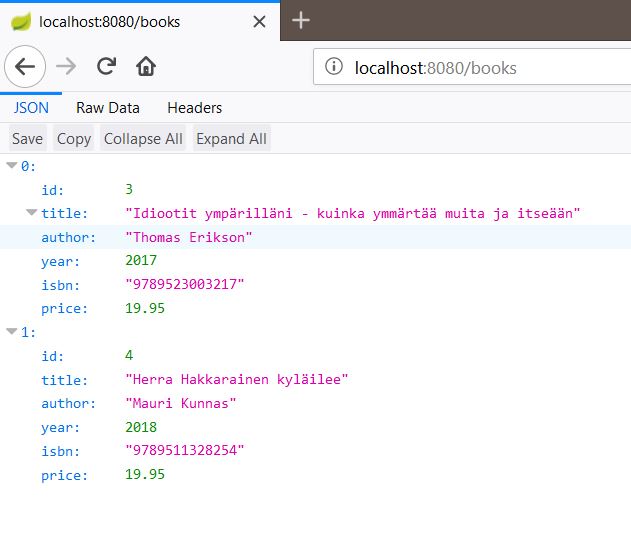 localhost:8080/books
localhost:8080/books
JSON Raw Data Headers
Save Copy Collapse All Expand All
0:
id: 3
title: "Idiootit ympärilläni - kuinka ymmärtää muita ja itseään"
author: "Thomas Erikson"
year: 2017
isbn: "9789523003217"
price: 19.95
1:
id: 4
title: "Herra Hakkarainen kyläilee"
author: "Mauri Kunnas"
year: 2018
isbn: "9789511328254"
price: 19.95